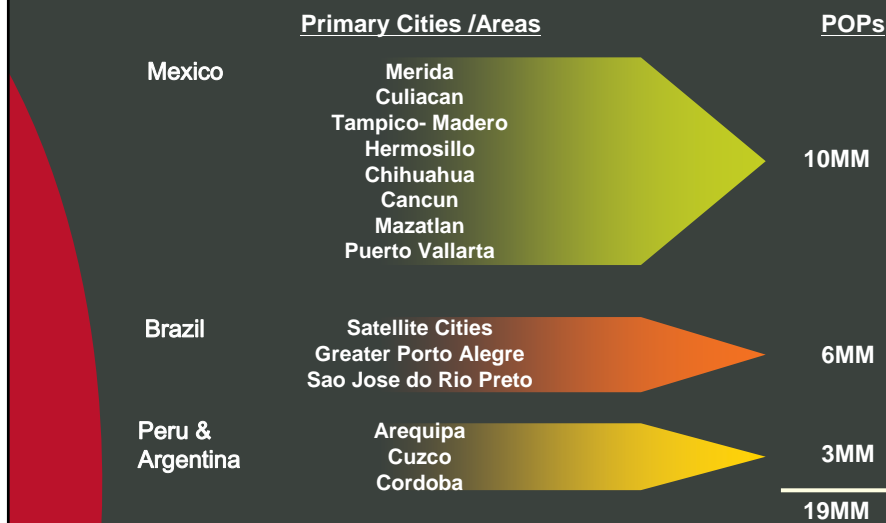 Primary Cities /Areas POPs
Mexico
Merida
Culiacan
Tampico- Madero
Hermosillo
Chihuahua
Cancun
Mazatlan
Puerto Vallarta
10MM
Brazil
Satellite Cities
Greater Porto Alegre
Sao Jose do Rio Preto
6MM
Peru &
Argentina
Arequipa
Cuzco
Cordoba
3MM
19MM